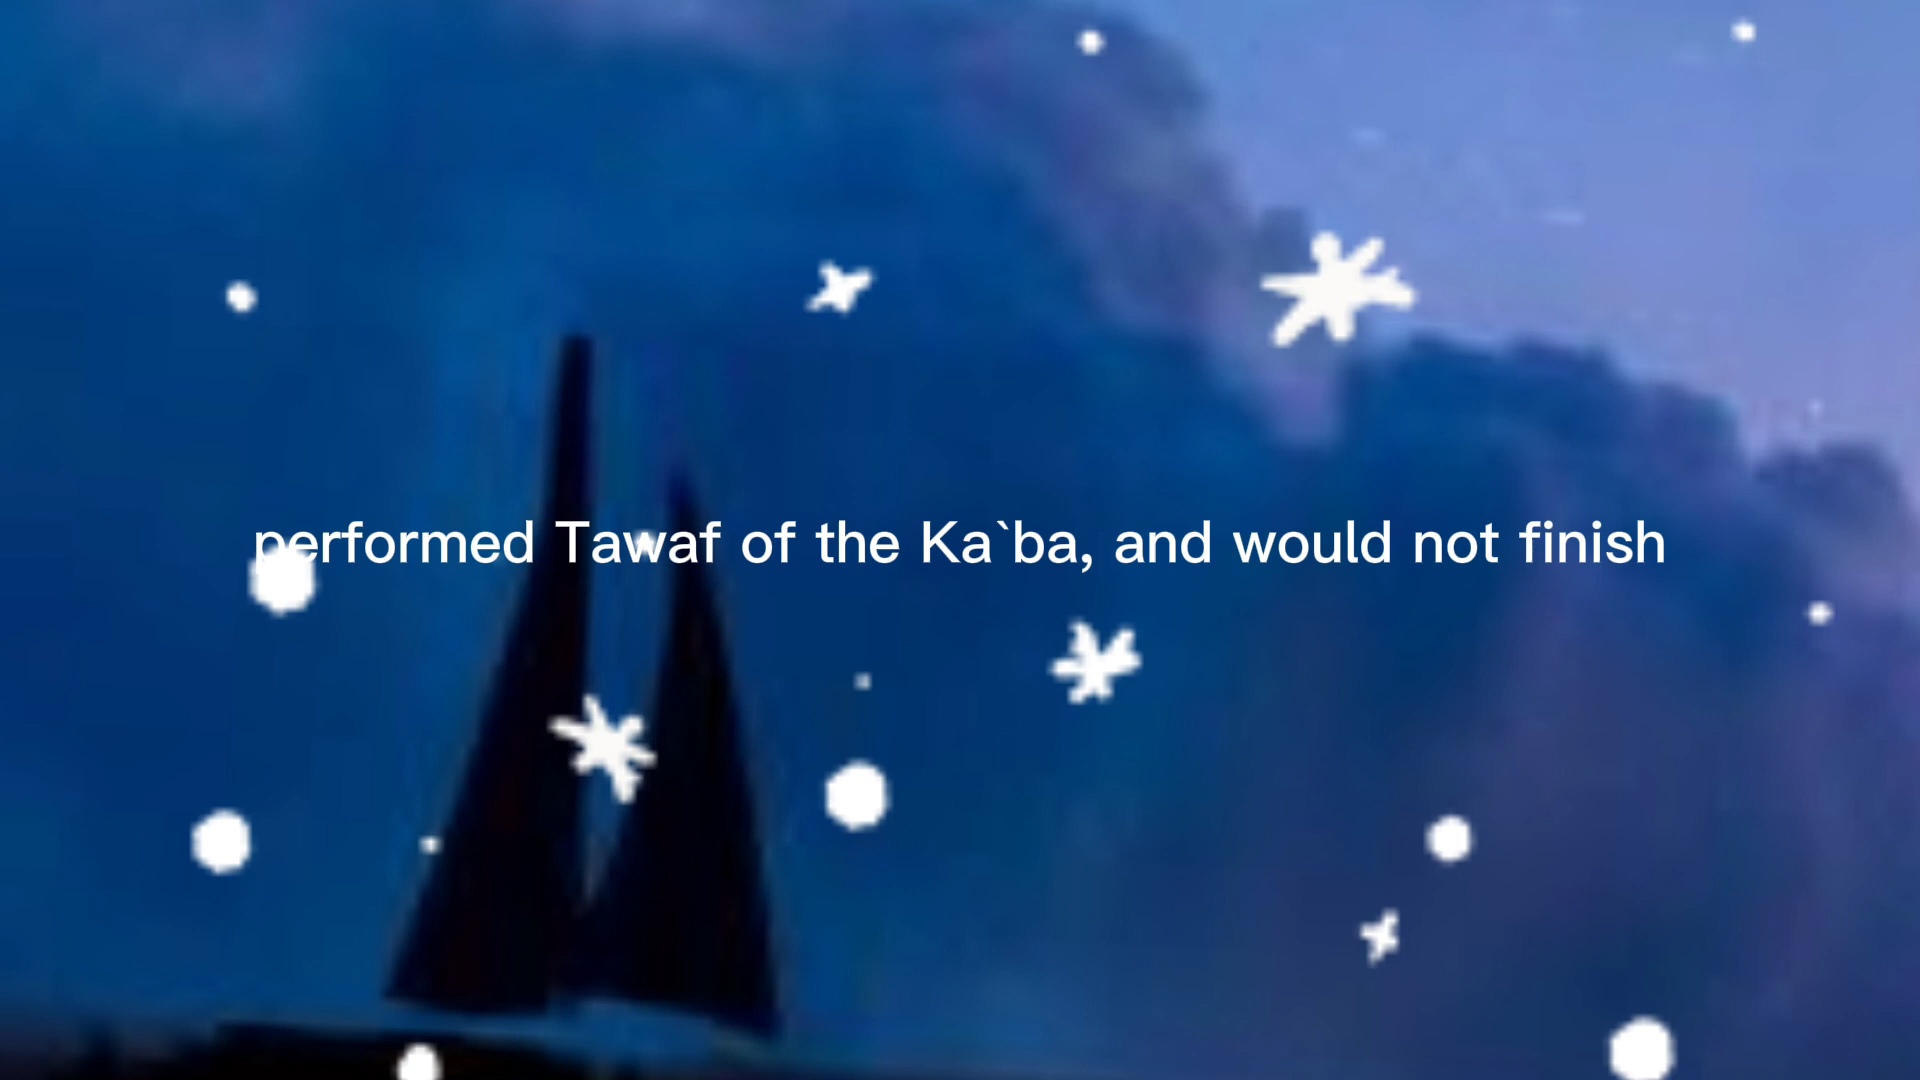 performed Tawaf of the Ka`ba, and would not finish